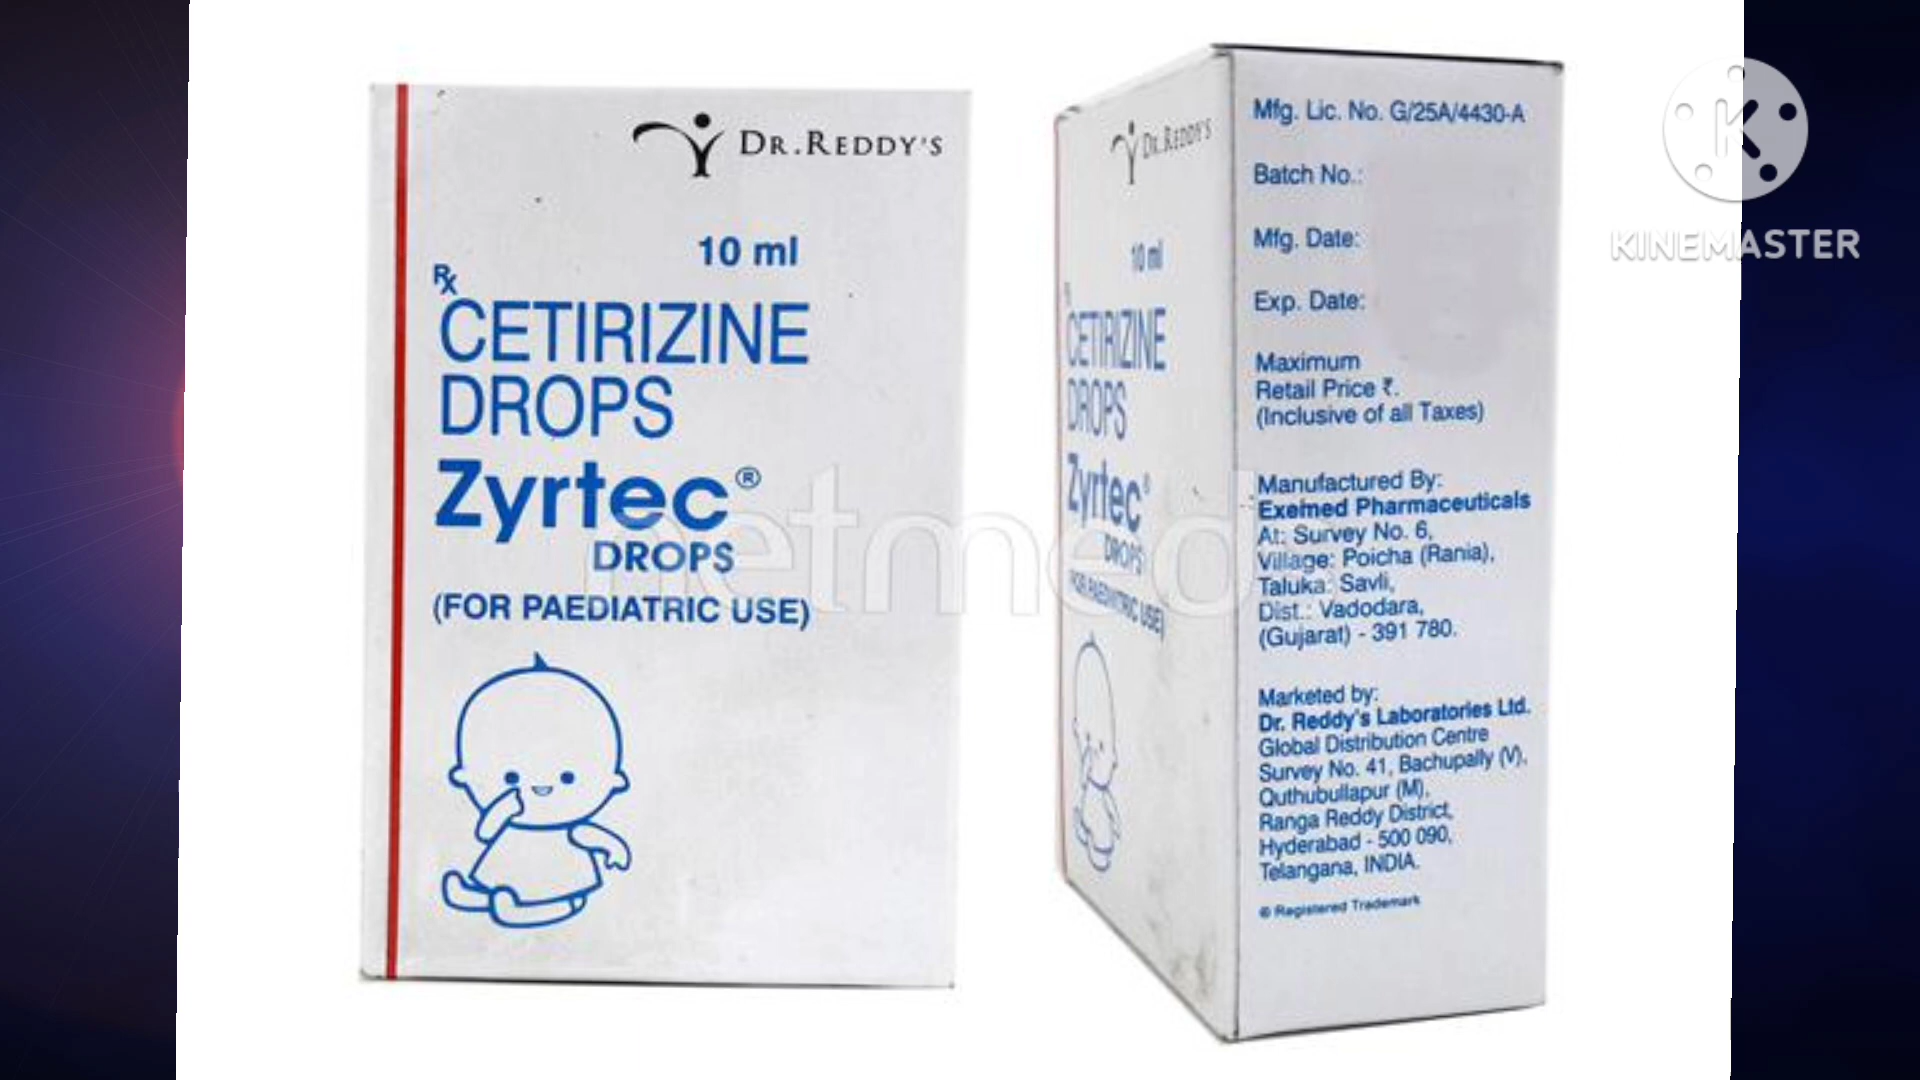 DR.REDDY'S
10 ml
Rx
CETIRIZINE
DROPS
Zyrtec®
DROPS
(FOR PAEDIATRIC USE)
DR.REDDY'S
10 ml
Rx
CETIRIZINE
DROPS
Zyrtec®
DROPS
(FOR PAEDIATRIC USE)
Mfg. Lic. No. G/25A/4430-A
Batch No.:
Mfg. Date:
Exp. Date:
Maximum
Retail Price ₹.
(Inclusive of all Taxes)
Manufactured By:
Exemed Pharmaceuticals
At: Survey No. 6,
Village: Poicha (Rania),
Taluka: Savli,
Dist.: Vadodara,
(Gujarat) - 391 780.
Marketed by:
Dr. Reddy's Laboratories Ltd.
Global Distribution Centre
Survey No. 41, Bachupally (V),
Quthubullapur (M),
Ranga Reddy District,
Hyderabad - 500 090,
Telangana, INDIA.
® Registered Trademark
netmed
K
KINEMASTER